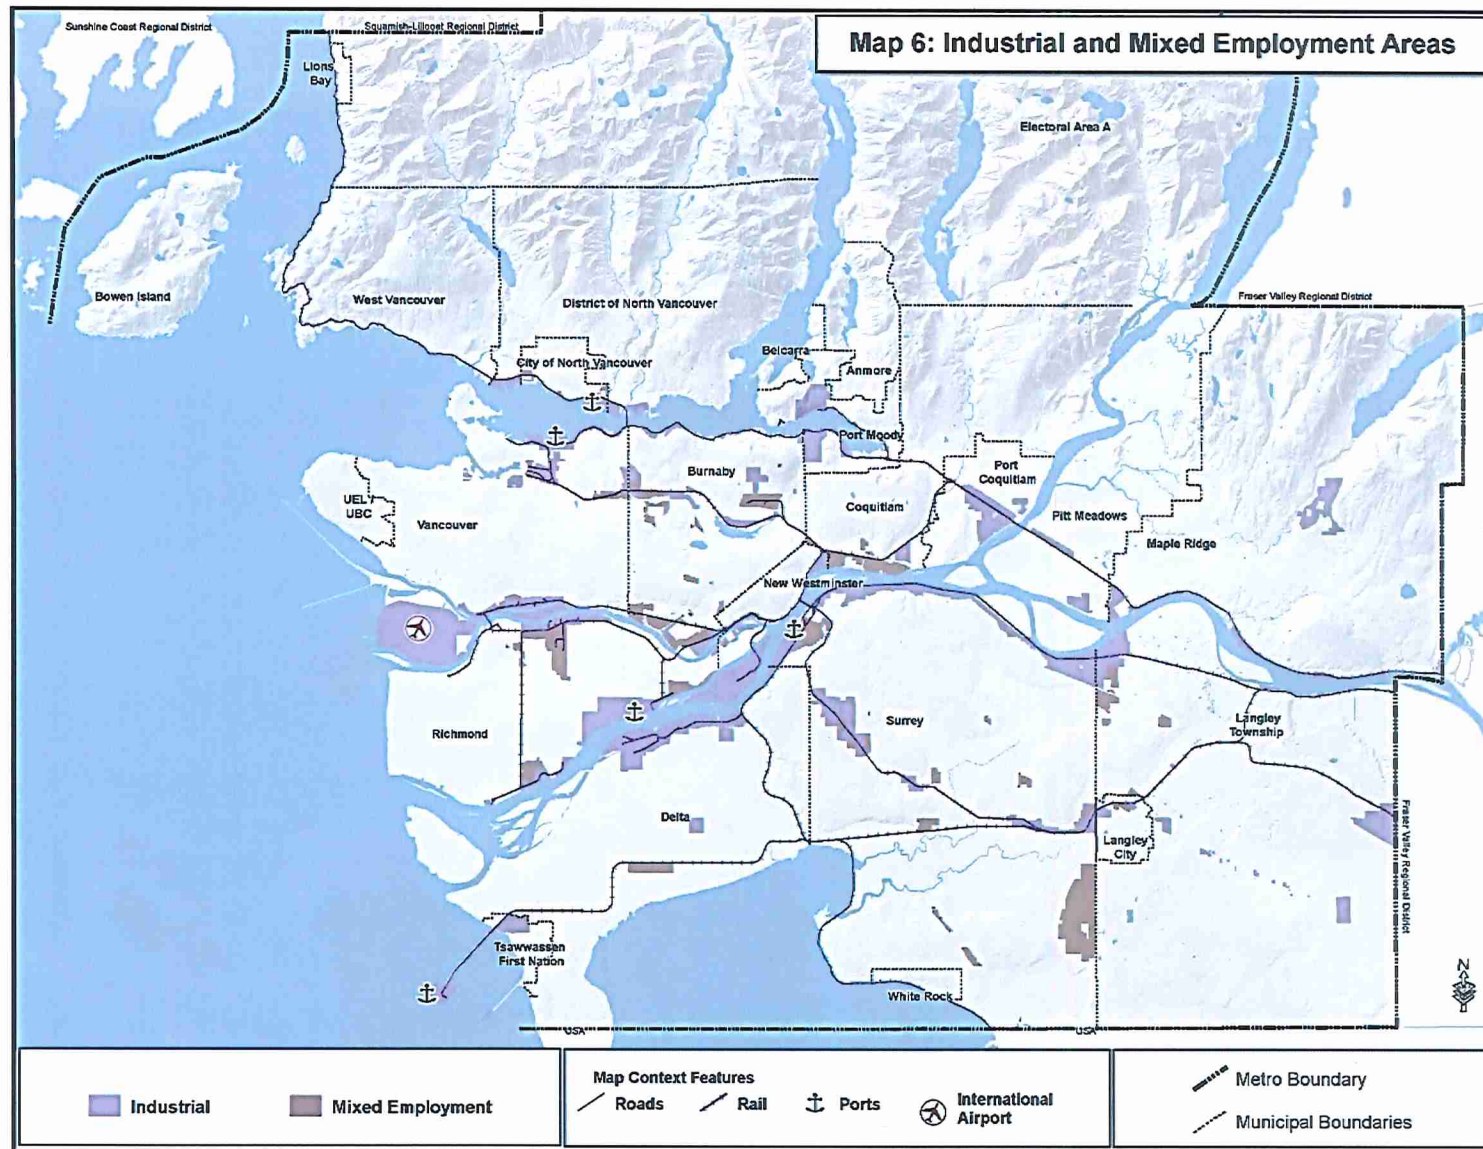 Map 6: Industrial and Mixed Employment Areas
Sunshine Coast Regional District
Squamish-Lillooet Regional District
Lions
Bay
Electoral Area A
Bowen Island
West Vancouver
District of North Vancouver
Fraser Valley Regional District
City of North Vancouver
Belcarra
Anmore
Port Moody
Burnaby
Port
Coquitlam
UEL /
UBC
Vancouver
Coquitlam
Pitt Meadows
Maple Ridge
New Westminster
Richmond
Surrey
Langley
Township
Delta
Langley
City
Fraser Valley Regional District
Tsawwassen
First Nation
White Rock
N
USA
USA
Industrial
Mixed Employment
Map Context Features
Roads
Rail
Ports
International
Airport
Metro Boundary
Municipal Boundaries